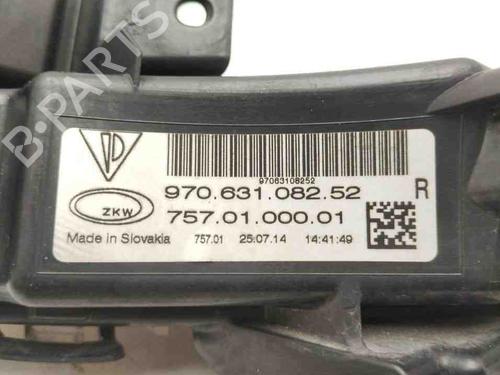 B-PARTS
97063108252
970.631.082.52 R
ZKW
757.01.000.01
Made in Slovakia 757.01 25.07.14 14:41:49